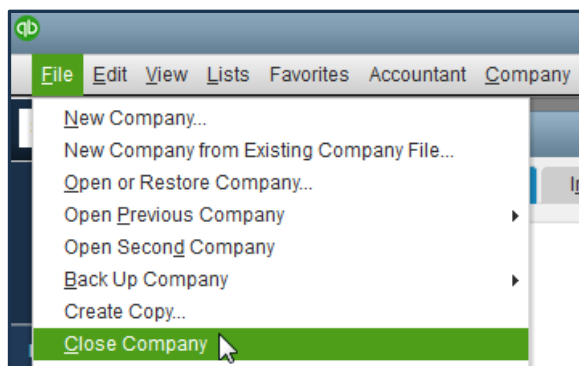 qb
File Edit View Lists Favorites Accountant Company
New Company...
New Company from Existing Company File...
Open or Restore Company...
Open Previous Company
Open Second Company
Back Up Company
Create Copy...
Close Company